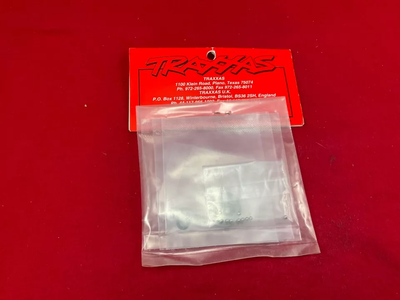 TRAXXAS
TRAXXAS
1100 Klein Road, Plano, Texas 75074
Ph. 972-265-8000, Fax 972-265-8011
TRAXXAS U.K.
P.O. Box 1126, Winterbourne, Bristol, BS36 2SH, England